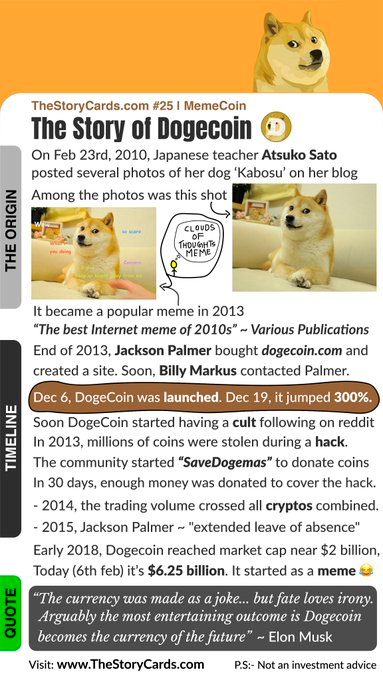 TheStoryCards.com #25 I MemeCoin
The Story of Dogecoin
THE ORIGIN
On Feb 23rd, 2010, Japanese teacher Atsuko Sato
posted several photos of her dog ‘Kabosu’ on her blog
Among the photos was this shot
so scare
you doing
Concern
CLOUDS
OF
THOUGHTS
MEME
It became a popular meme in 2013
“The best Internet meme of 2010s” ~ Various Publications
TIMELINE
End of 2013, Jackson Palmer bought dogecoin.com and
created a site. Soon, Billy Markus contacted Palmer.
Dec 6, DogeCoin was launched. Dec 19, it jumped 300%.
Soon DogeCoin started having a cult following on reddit
In 2013, millions of coins were stolen during a hack.
The community started “SaveDogemas” to donate coins
In 30 days, enough money was donated to cover the hack.
- 2014, the trading volume crossed all cryptos combined.
- 2015, Jackson Palmer ~ "extended leave of absence"
Early 2018, Dogecoin reached market cap near $2 billion,
Today (6th feb) it’s $6.25 billion. It started as a meme 😂
QUOTE
“The currency was made as a joke... but fate loves irony.
Arguably the most entertaining outcome is Dogecoin
becomes the currency of the future” ~ Elon Musk
Visit: www.TheStoryCards.com
P.S:- Not an investment advice